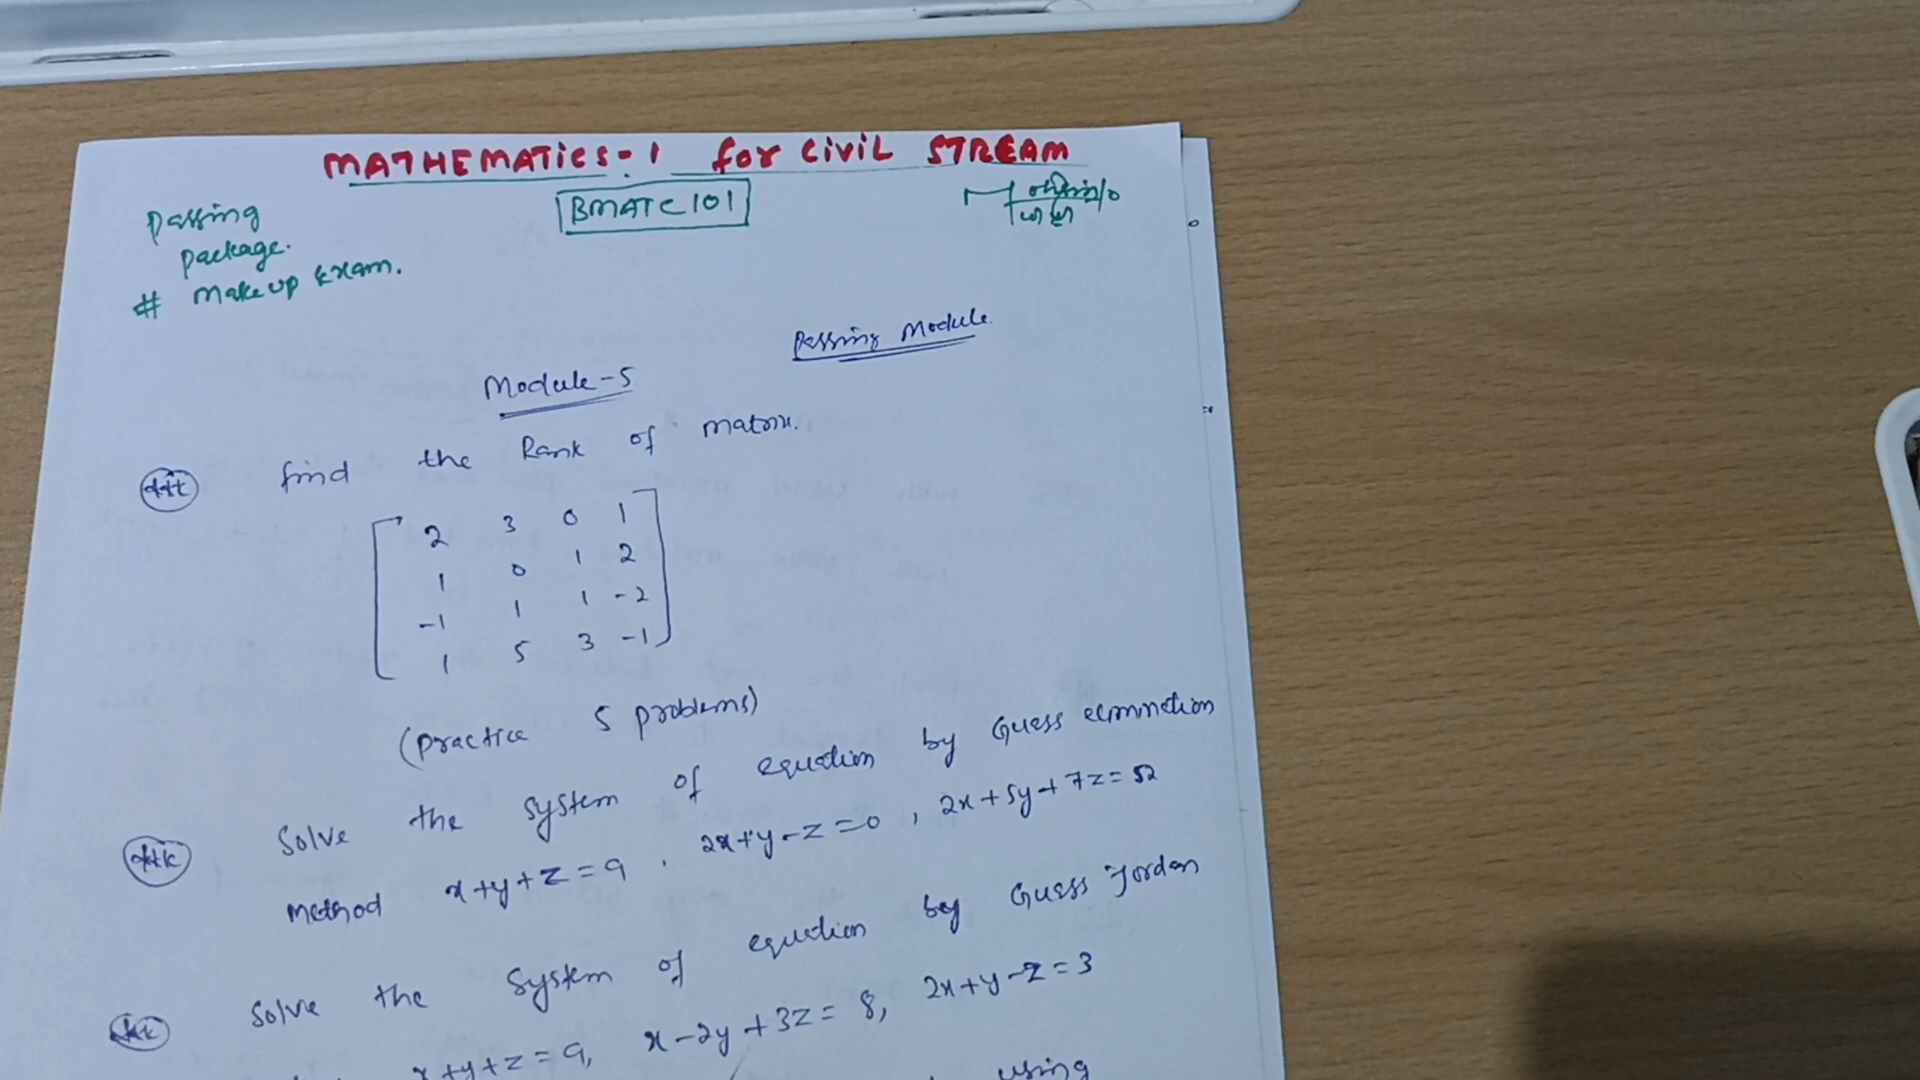 MATHEMATICS-1 for CIVIL STREAM
BMATC101
Passing
package.
# Makeup Exam.
Passing Module
Module-5
find the Rank of matrix.
2 3 0 1
1 0 1 2
-1 1 1 -2
1 5 3 -1
(practice 5 problems)
Solve the system of equation by Guess
method x+y+z=9, 2x+y-z=0, 2x+5y+7z=52
Solve the system of equation by Guess Jordan
x+y+z=9, x-2y+3z=8, 2x+y-z=3
using